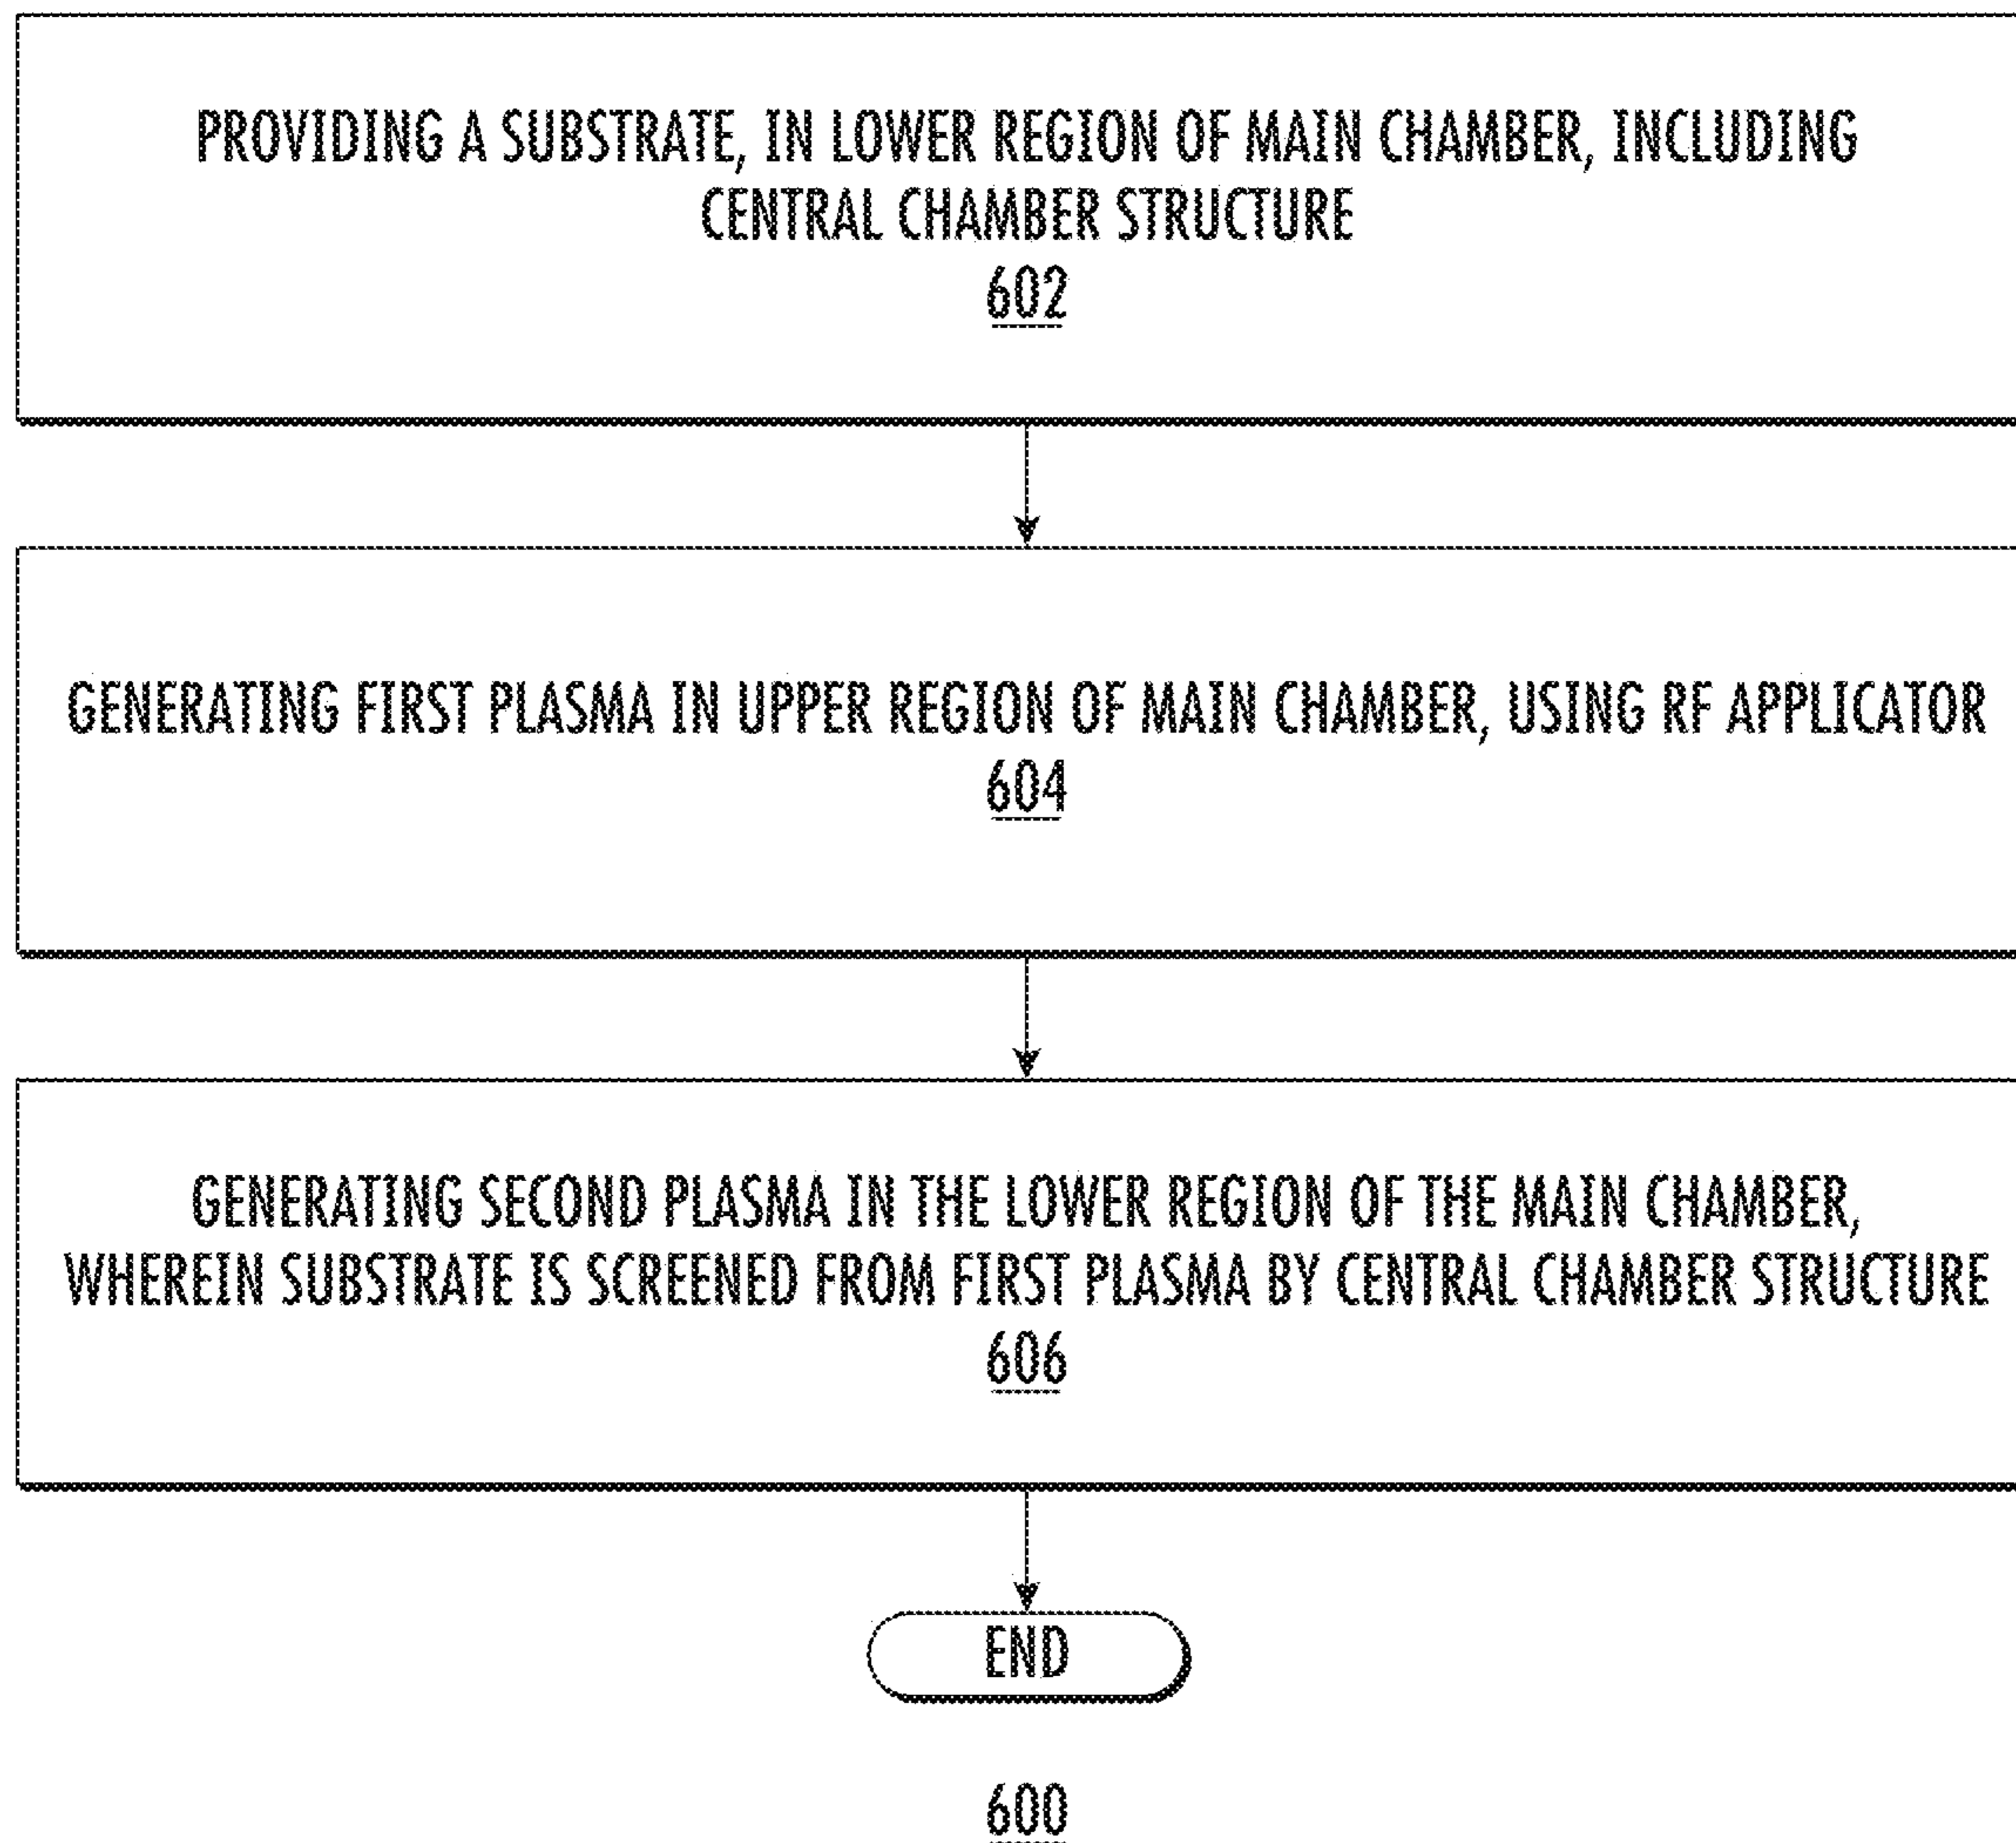 PROVIDING A SUBSTRATE, IN LOWER REGION OF MAIN CHAMBER, INCLUDING
CENTRAL CHAMBER STRUCTURE
602
GENERATING FIRST PLASMA IN UPPER REGION OF MAIN CHAMBER, USING RF APPLICATOR
604
GENERATING SECOND PLASMA IN THE LOWER REGION OF THE MAIN CHAMBER,
WHEREIN SUBSTRATE IS SCREENED FROM FIRST PLASMA BY CENTRAL CHAMBER STRUCTURE
606
END
600